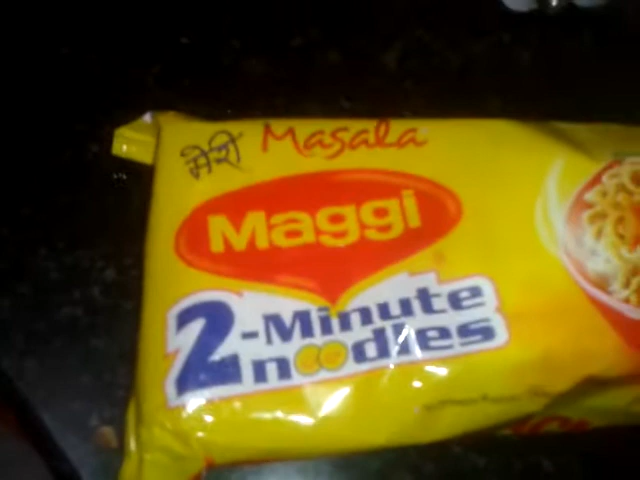 मेरी Masala
Maggi
2-Minute
noodles